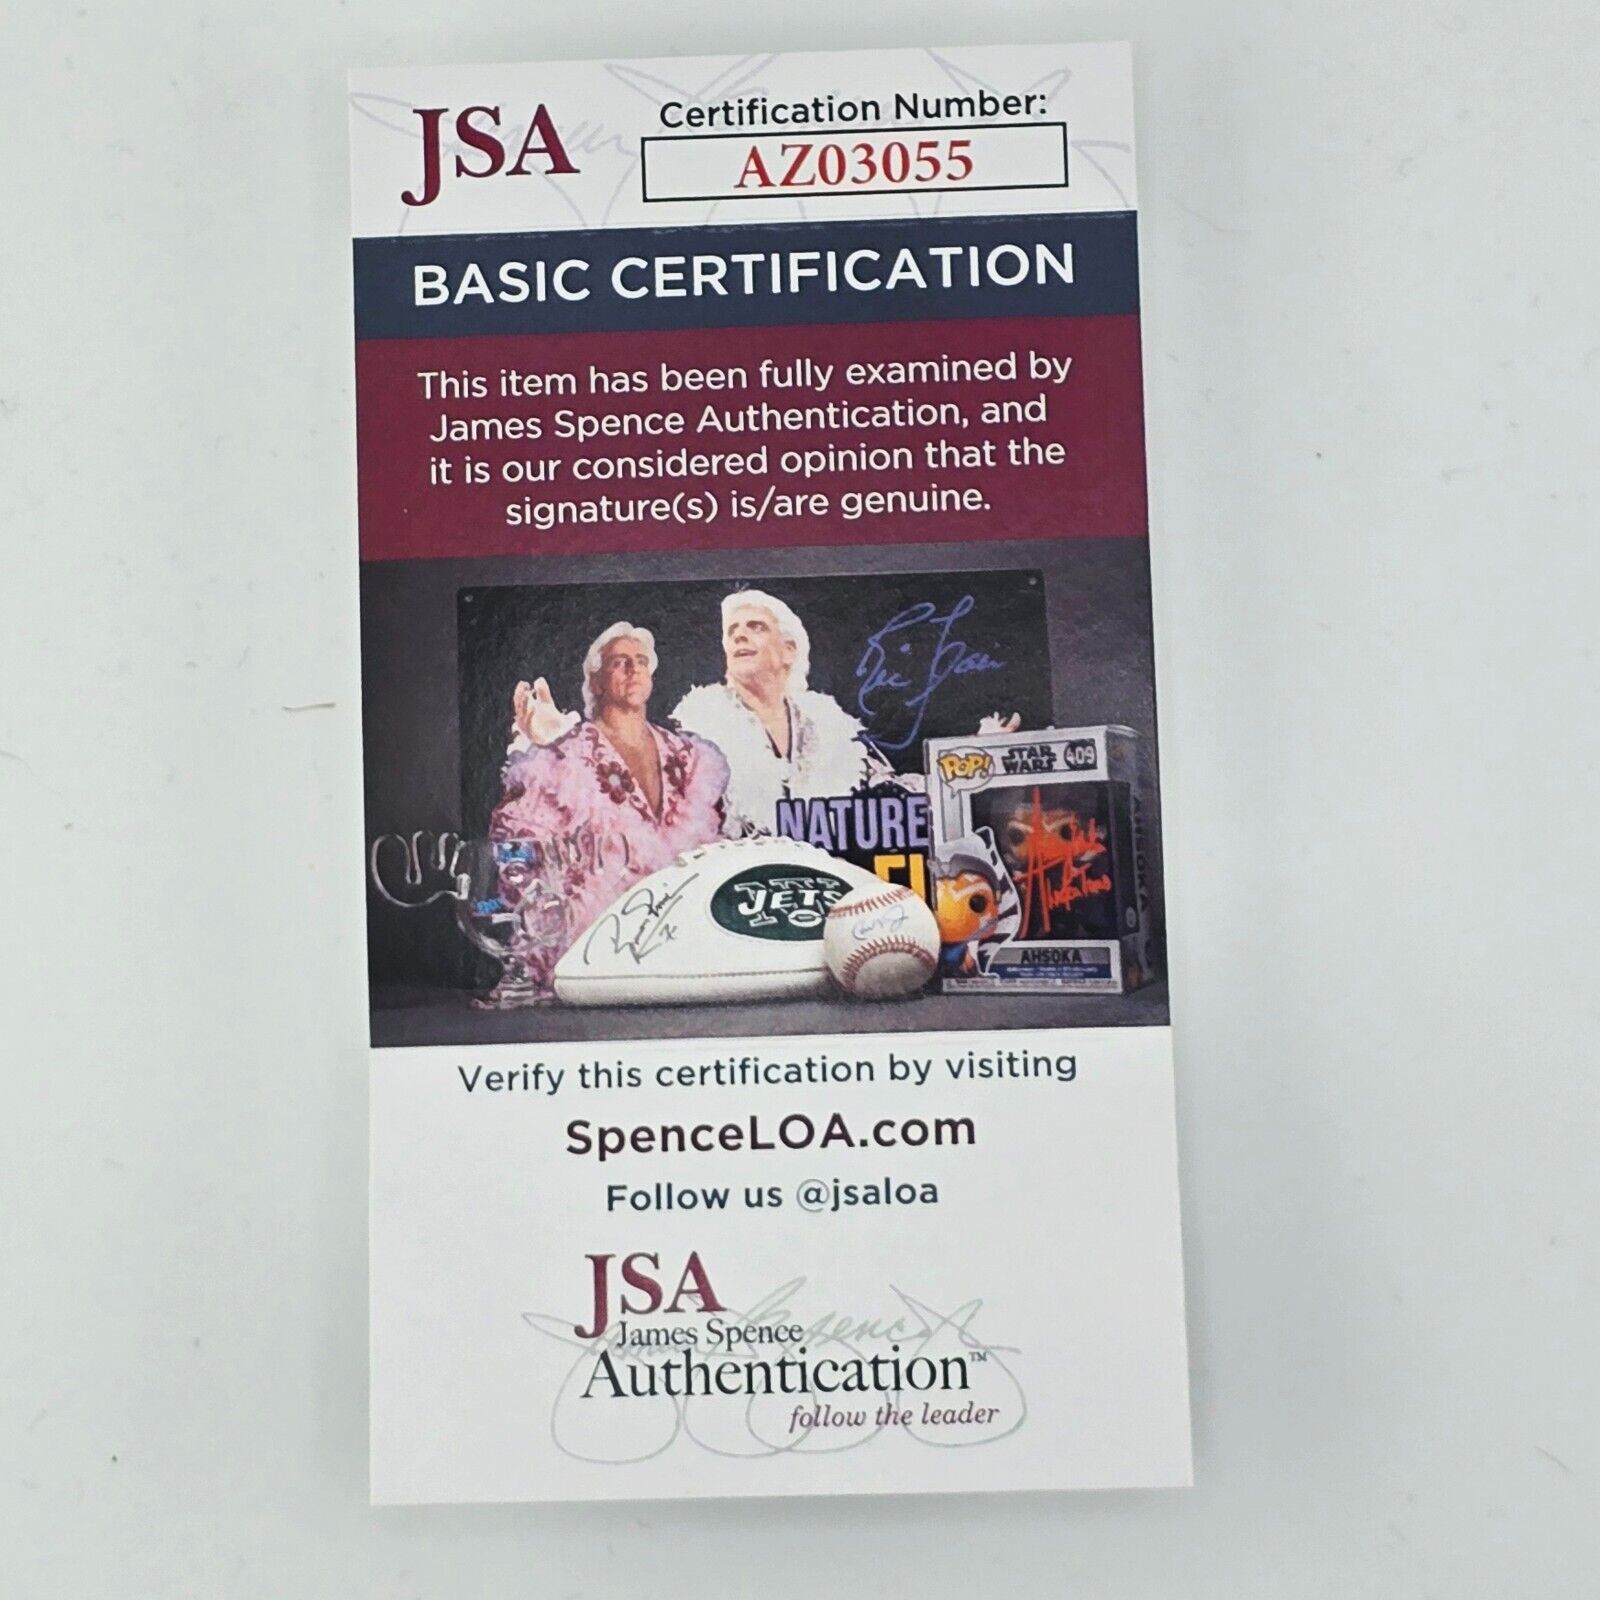 JSA
Certification Number:
AZ03055
BASIC CERTIFICATION
This item has been fully examined by
James Spence Authentication, and
it is our considered opinion that the
signature(s) is/are genuine.
NATURE
POP!
STAR
WARS
409
JETS
AHSOKA
AHSOKA
Verify this certification by visiting
SpenceLOA.com
Follow us @jsaloa
JSA
James Spence
Authentication™
follow the leader